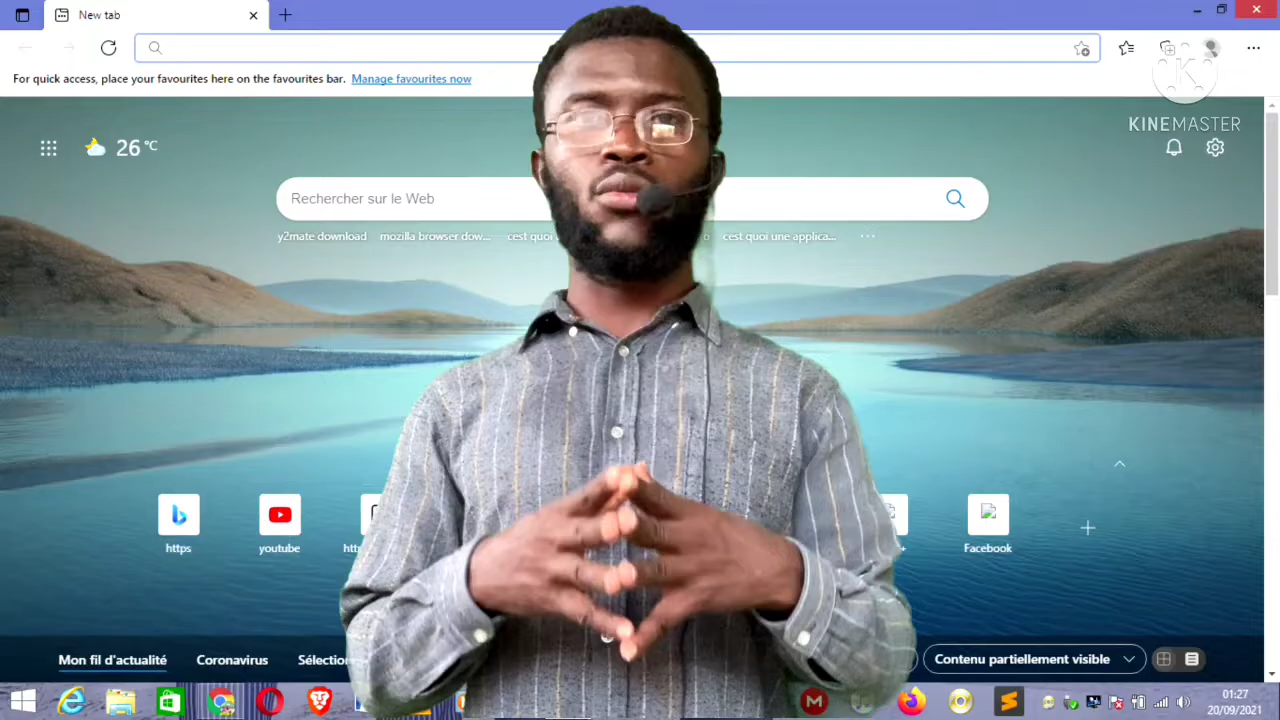 New tab
For quick access, place your favourites here on the favourites bar. Manage favourites now
KINEMASTER
26 °C
Rechercher sur le Web
y2mate download mozilla browser dow... cest quoi cest quoi une applica...
https youtube Facebook
Mon fil d'actualité Coronavirus Contenu partiellement visible
01:27
20/09/2021